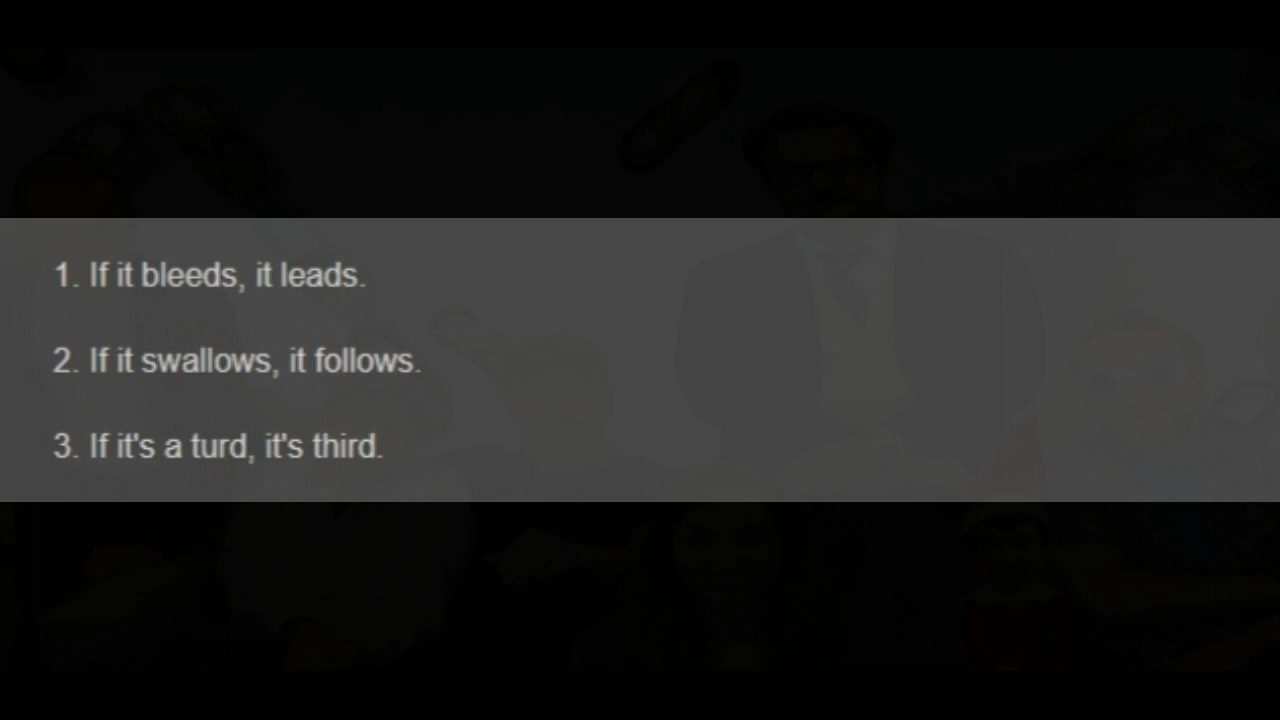 1. If it bleeds, it leads.
2. If it swallows, it follows.
3. If it's a turd, it's third.